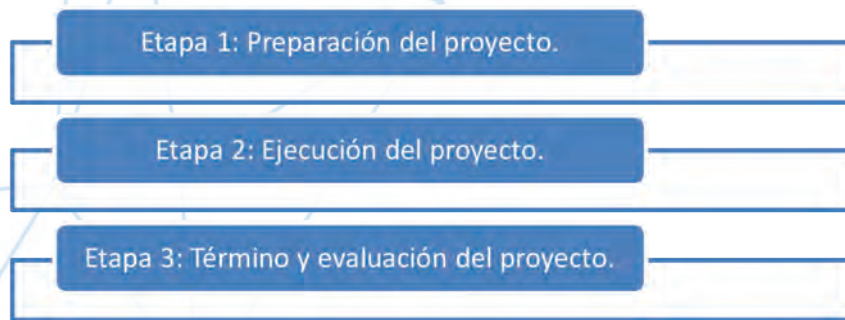 Etapa 1: Preparación del proyecto.
Etapa 2: Ejecución del proyecto.
Etapa 3: Término y evaluación del proyecto.